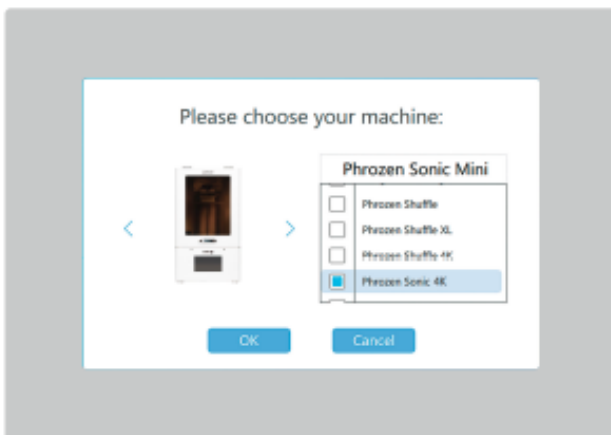 Please choose your machine:
Phrozen Sonic Mini
Phrozen Shuffle
Phrozen Shuffle XL
Phrozen Shuffle 4K
Phrozen Sonic 4K
OK
Cancel